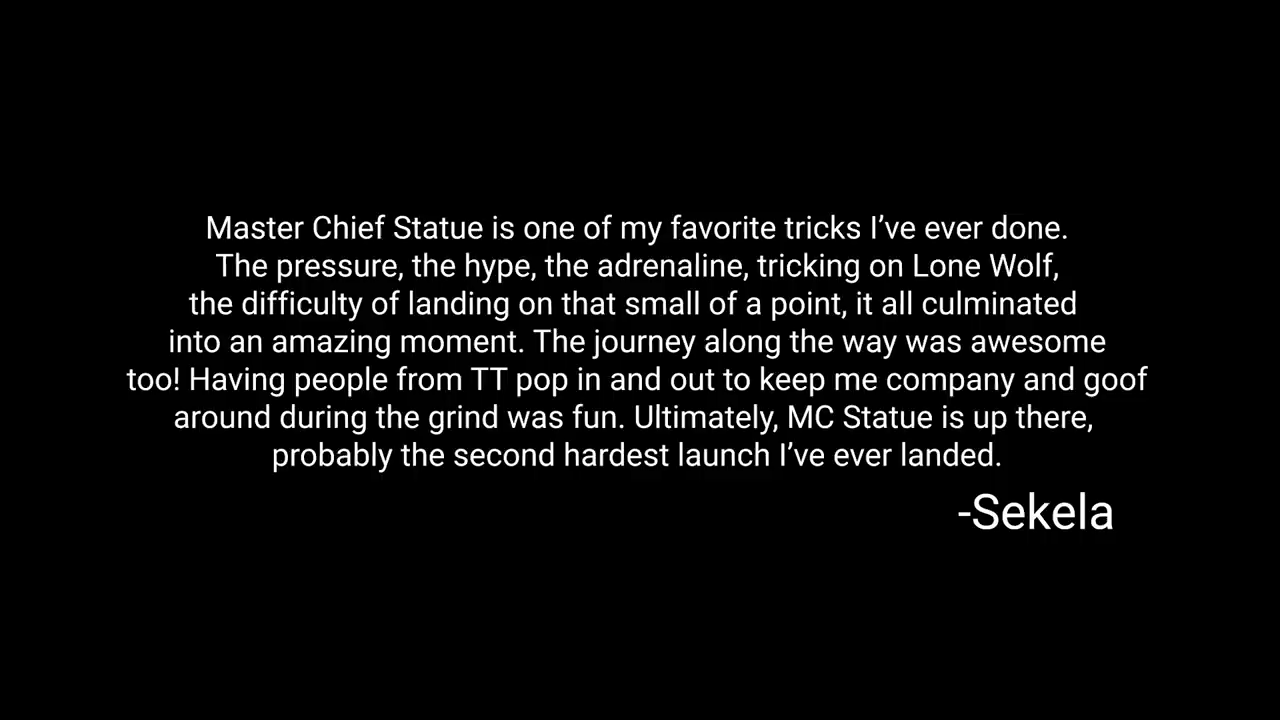 Master Chief Statue is one of my favorite tricks I’ve ever done.
The pressure, the hype, the adrenaline, tricking on Lone Wolf,
the difficulty of landing on that small of a point, it all culminated
into an amazing moment. The journey along the way was awesome
too! Having people from TT pop in and out to keep me company and goof
around during the grind was fun. Ultimately, MC Statue is up there,
probably the second hardest launch I’ve ever landed.
-Sekela